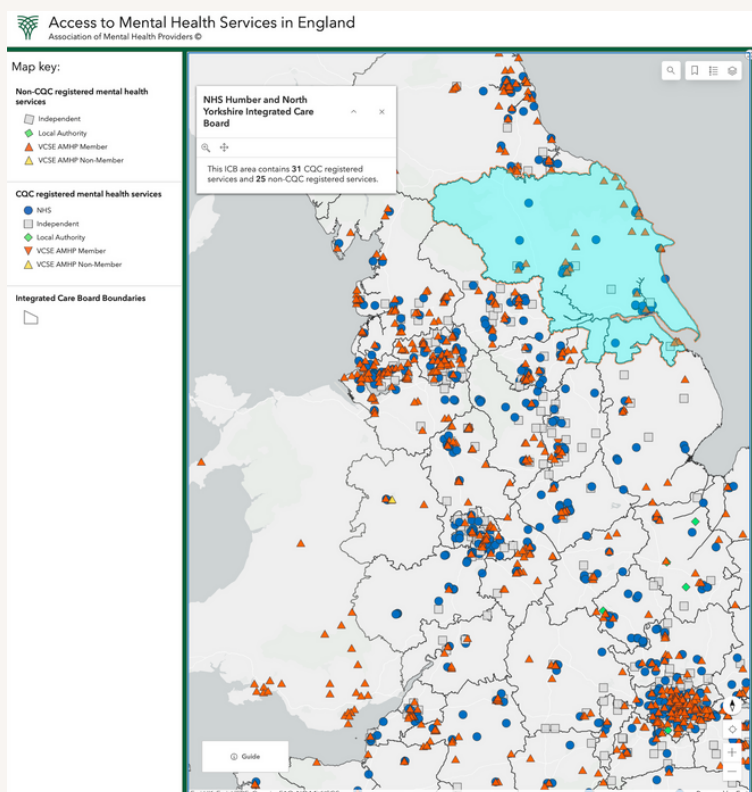 Access to Mental Health Services in England
Association of Mental Health Providers ©
Map key:
Non-CQC registered mental health
services
Independent
Local Authority
VCSE AMHP Member
VCSE AMHP Non-Member
CQC registered mental health services
NHS
Independent
Local Authority
VCSE AMHP Member
VCSE AMHP Non-Member
Integrated Care Board Boundaries
NHS Humber and North
Yorkshire Integrated Care
Board
This ICB area contains 31 CQC registered
services and 25 non-CQC registered services.
Guide